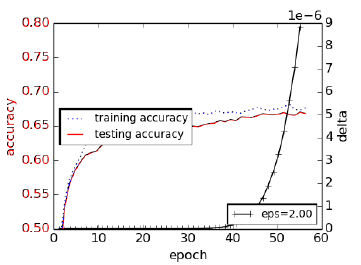 1e−6
0.80 9
0.75 8
7
0.70 6
training accuracy 5
0.65 4
testing accuracy
0.60 3
0.55 2
1
eps=2.00
0.50 0
0 10 20 30 40 50 60
epoch
accuracy
delta